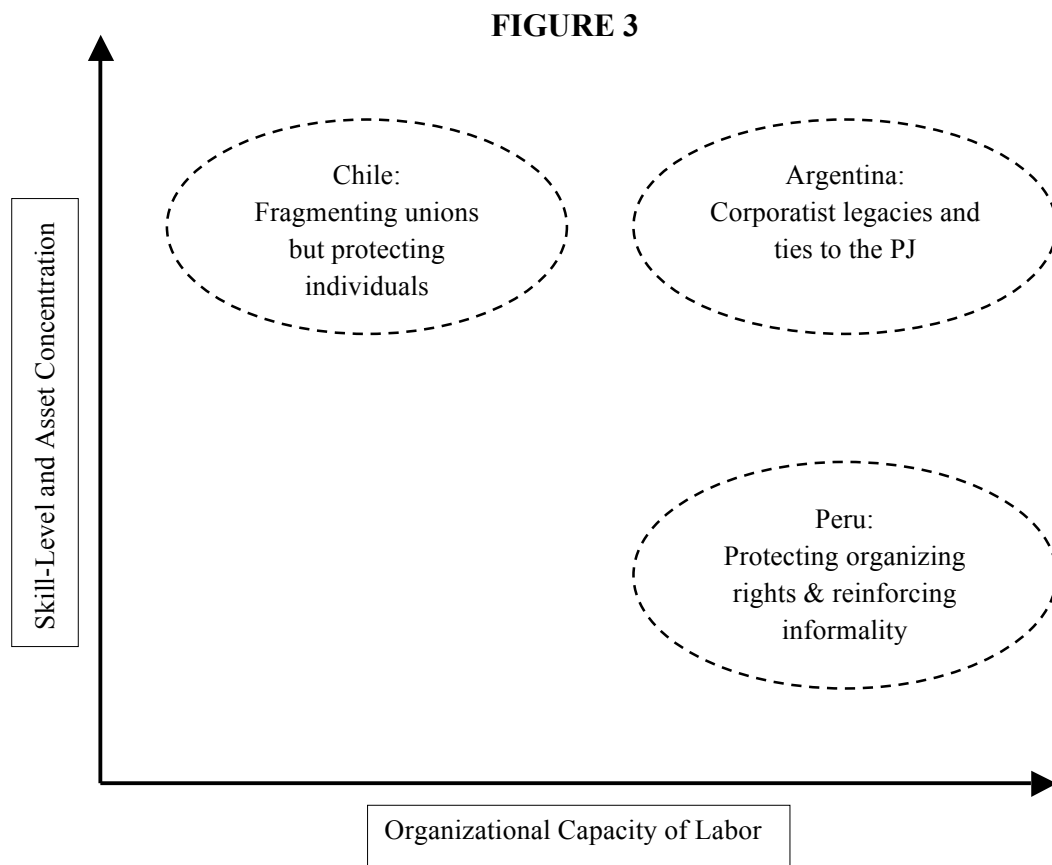 FIGURE 3
Skill-Level and Asset Concentration
Chile:
Fragmenting unions
but protecting
individuals
Argentina:
Corporatist legacies and
ties to the PJ
Peru:
Protecting organizing
rights & reinforcing
informality
Organizational Capacity of Labor